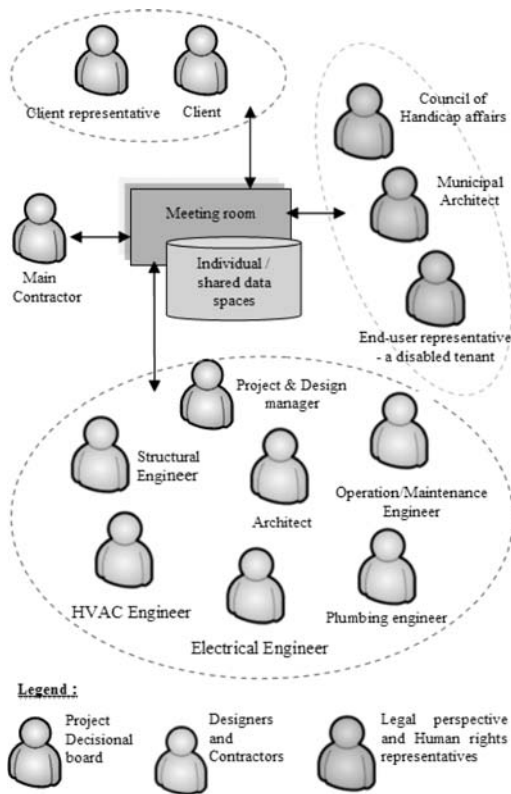 Client representative
Client
Council of
Handicap affairs
Municipal
Architect
End-user representative
- a disabled tenant
Meeting room
Individual /
shared data
spaces
Main
Contractor
Project & Design
manager
Structural
Engineer
Architect
Operation/Maintenance
Engineer
HVAC Engineer
Electrical Engineer
Plumbing engineer
Legend :
Project
Decisional
board
Designers
and
Contractors
Legal perspective
and Human rights
representatives